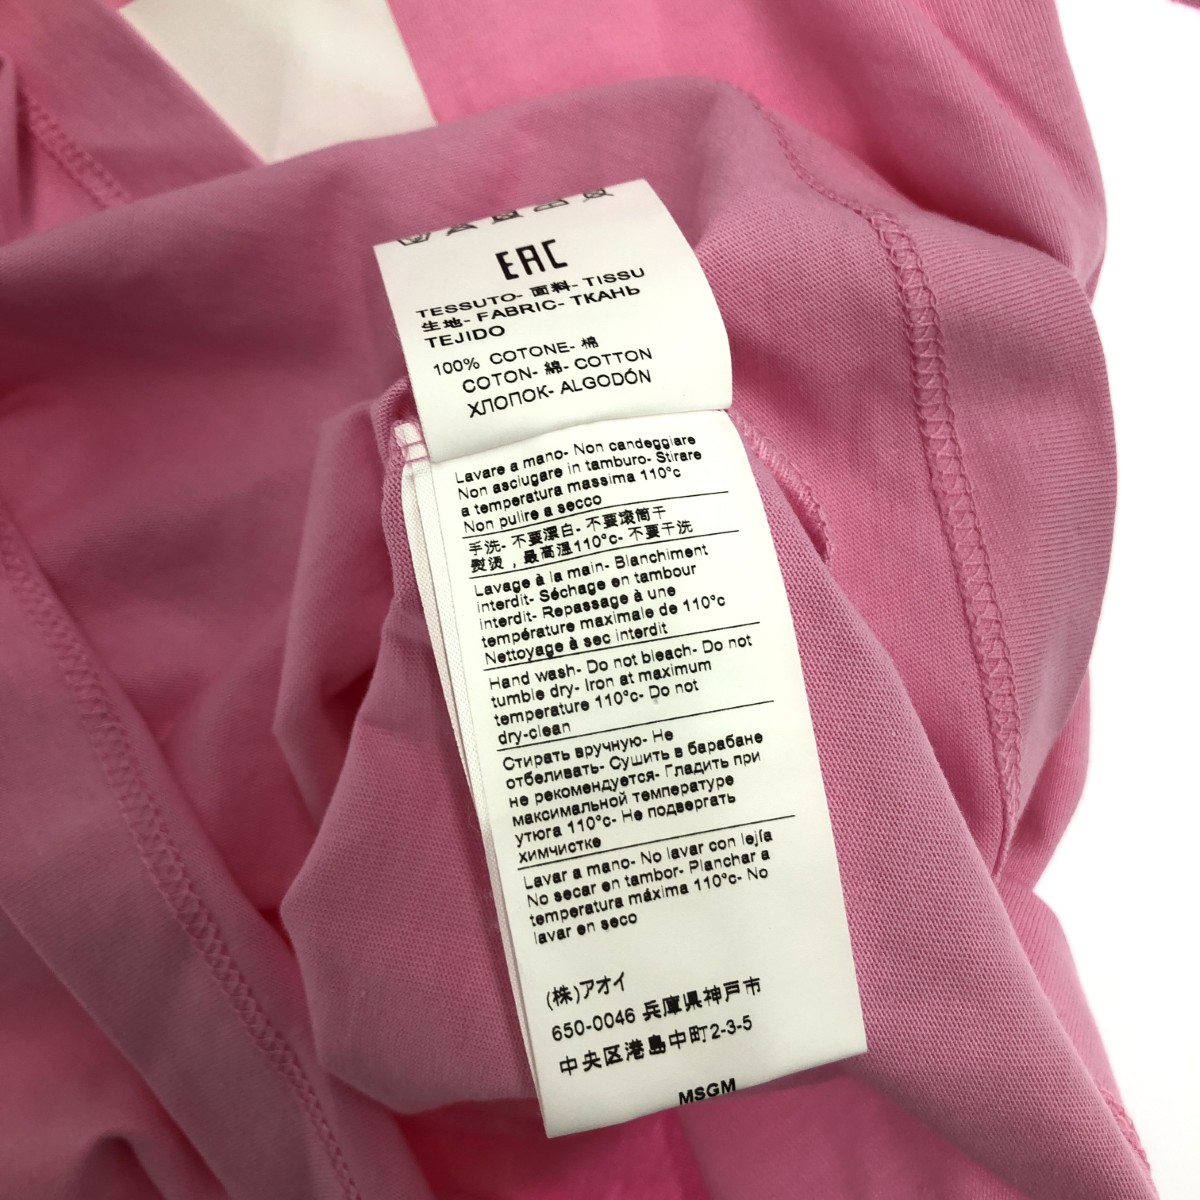 EAC
TESSUTO- 面料- TISSU
生地- FABRIC- ТКАНЬ
TEJIDO
100% COTONE- 棉
COTON- 綿- COTTON
ХЛОПОК- ALGODÓN
Lavare a mano- Non candeggiare
Non asciugare in tamburo- Stirare
a temperatura massima 110°c
Non pulire a secco
手洗- 不要漂白- 不要滚筒干
熨烫，最高温110°c- 不要干洗
Lavage à la main- Blanchiment
interdit- Séchage en tambour
interdit- Repassage à une
température maximale de 110°c
Nettoyage à sec interdit
Hand wash- Do not bleach- Do not
tumble dry- Iron at maximum
temperature 110°c- Do not
dry-clean
Стирать вручную- Не
отбеливать- Сушить в барабане
не рекомендуется- Гладить при
максимальной температуре
утюга 110°c- Не подвергать
химчистке
Lavar a mano- No lavar con lejía
No secar en tambor- Planchar a
temperatura máxima 110°c- No
lavar en seco
(株)アオイ
650-0046 兵庫県神戸市
中央区港島中町2-3-5
MSGM